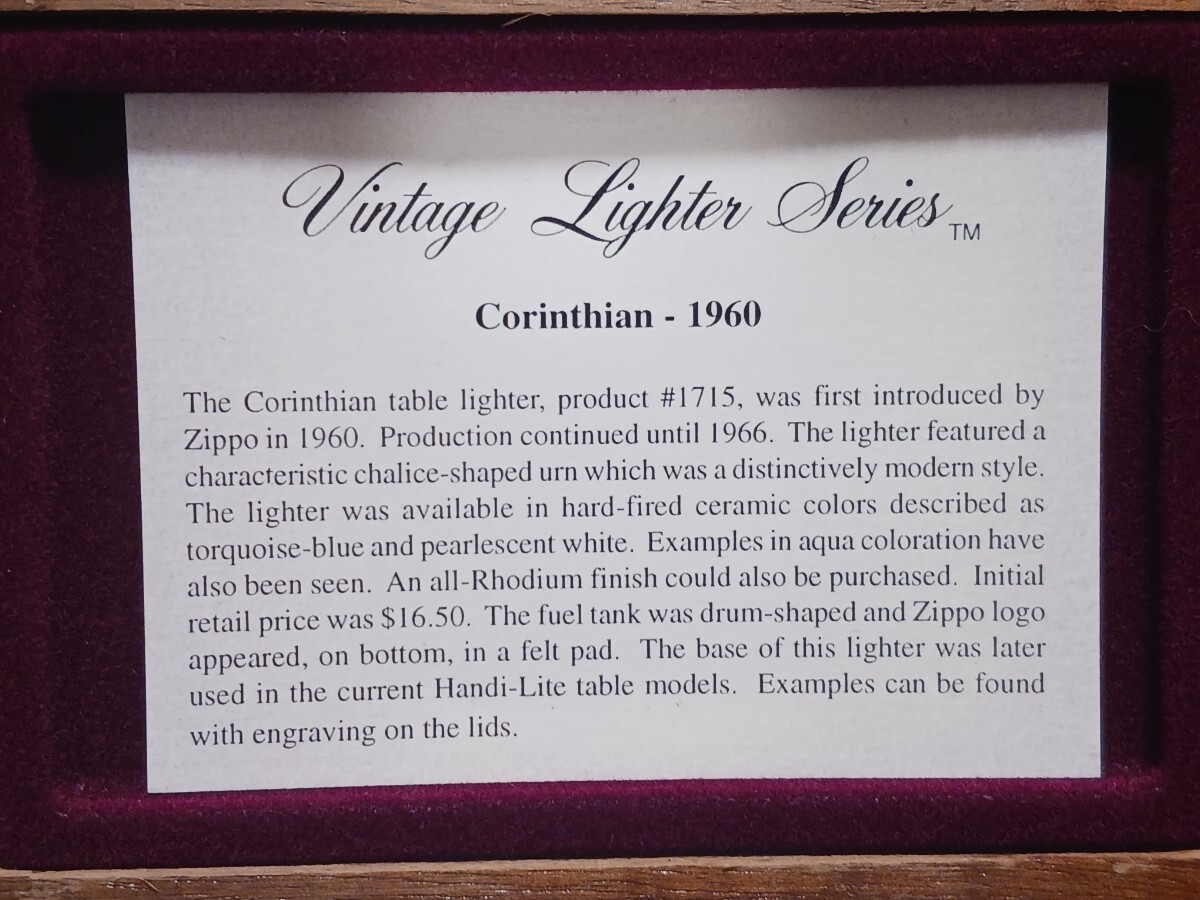 Vintage Lighter Series TM
Corinthian - 1960
The Corinthian table lighter, product #1715, was first introduced by
Zippo in 1960. Production continued until 1966. The lighter featured a
characteristic chalice-shaped urn which was a distinctively modern style.
The lighter was available in hard-fired ceramic colors described as
torquoise-blue and pearlescent white. Examples in aqua coloration have
also been seen. An all-Rhodium finish could also be purchased. Initial
retail price was $16.50. The fuel tank was drum-shaped and Zippo logo
appeared, on bottom, in a felt pad. The base of this lighter was later
used in the current Handi-Lite table models. Examples can be found
with engraving on the lids.